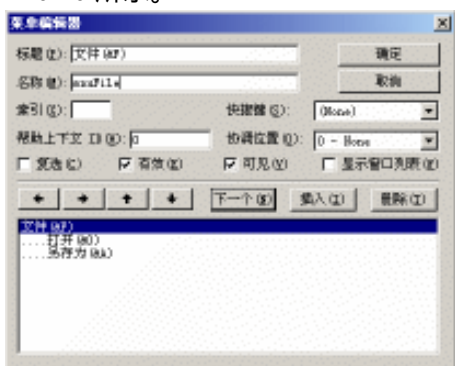 菜单编辑器
标题(P): 文件(&F) 确定
名称(M): mnuFile 取消
索引(X): 快捷键(S): (None)
帮助上下文 ID(H): 0 协调位置(O): 0 - None
复选(C) 有效(E) 可见(V) 显示窗口列表(W)
下一个(N) 插入(I) 删除(T)
文件(&F)
....打开(&O)
....另存为(&A)